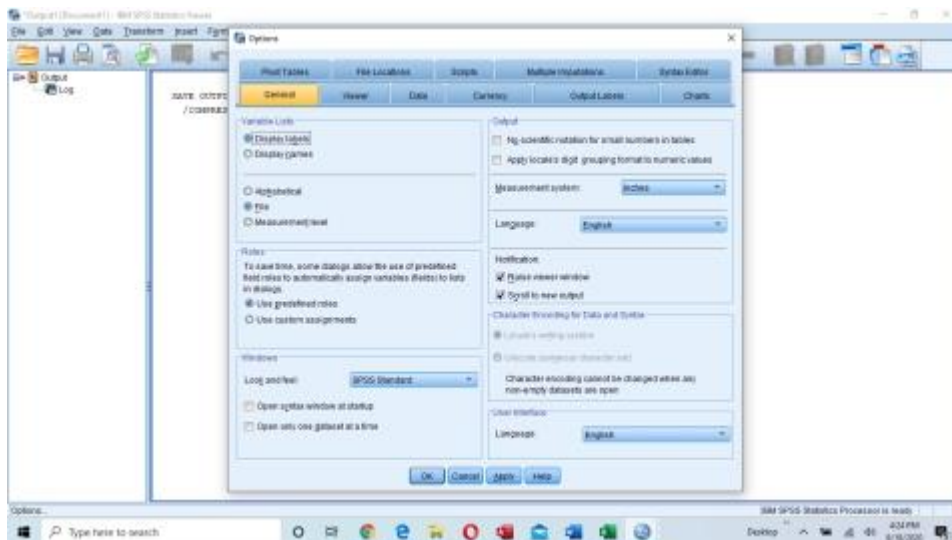 *Output1 [Document1] - IBM SPSS Statistics Viewer
File Edit View Data Transform Insert
Options
Output
Log
SAVE OUTFI
Pivot Tables File Locations Scripts Multiple Imputations Syntax Editor
General Viewer Data Currency Output Labels Charts
Variable Lists
Display labels
Display names
Alphabetical
File
Measurement level
Roles
To save time, some dialogs allow the use of predefined
field roles to automatically assign variables (fields) to lists
in dialogs.
Use predefined roles
Use custom assignments
Windows
Look and feel: SPSS Standard
Open syntax window at startup
Open only one dataset at a time
Output
No scientific notation for small numbers in tables
Apply locale's digit grouping format to numeric values
Measurement system: Inches
Language: English
Notification:
Raise viewer window
Scroll to new output
Character Encoding for Data and Syntax
Locale's writing system
Unicode (universal character set)
Character encoding cannot be changed when any
non-empty datasets are open
User Interface
Language: English
OK Cancel Apply Help
Options...
IBM SPSS Statistics Processor is ready
Type here to search
Desktop
4:24 PM